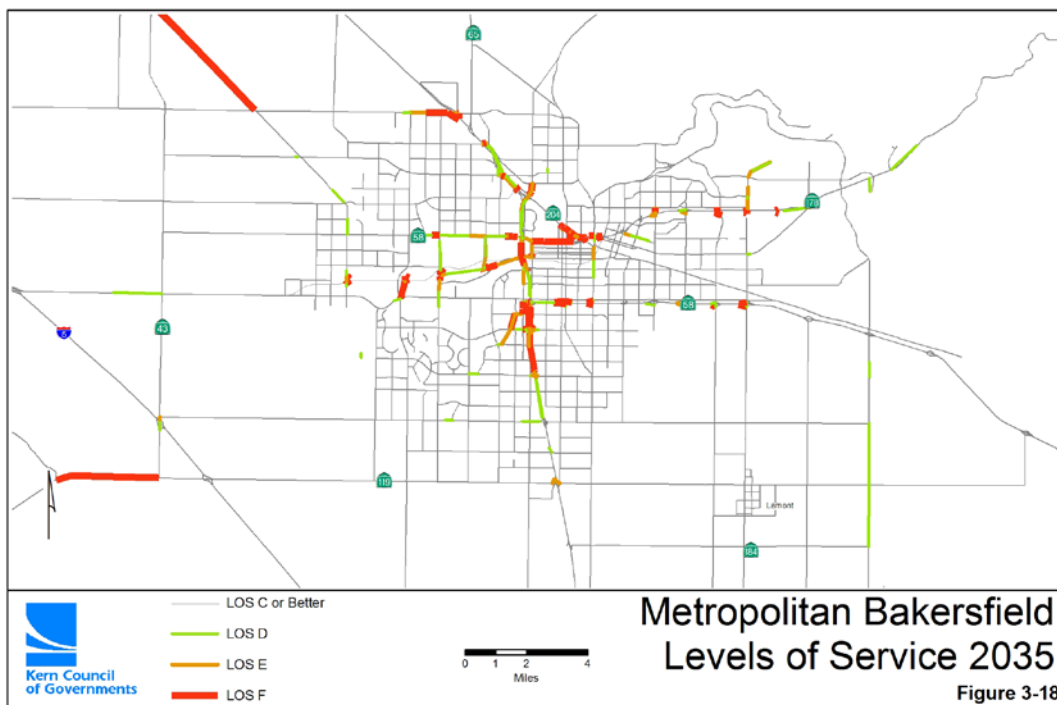 65
204
178
58
58
43
5
119
Lamont
184
Kern Council
of Governments
LOS C or Better
LOS D
LOS E
LOS F
0 1 2 4
Miles
Metropolitan Bakersfield
Levels of Service 2035
Figure 3-18